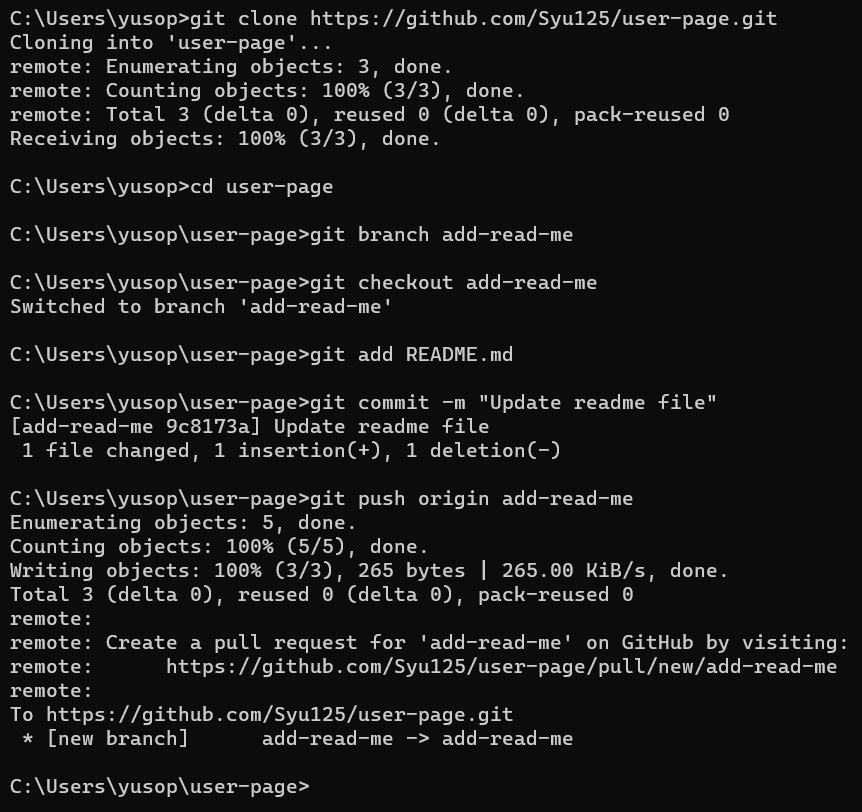 C:\Users\yusop>git clone https://github.com/Syu125/user-page.git
Cloning into 'user-page'...
remote: Enumerating objects: 3, done.
remote: Counting objects: 100% (3/3), done.
remote: Total 3 (delta 0), reused 0 (delta 0), pack-reused 0
Receiving objects: 100% (3/3), done.
C:\Users\yusop>cd user-page
C:\Users\yusop\user-page>git branch add-read-me
C:\Users\yusop\user-page>git checkout add-read-me
Switched to branch 'add-read-me'
C:\Users\yusop\user-page>git add README.md
C:\Users\yusop\user-page>git commit -m "Update readme file"
[add-read-me 9c8173a] Update readme file
 1 file changed, 1 insertion(+), 1 deletion(-)
C:\Users\yusop\user-page>git push origin add-read-me
Enumerating objects: 5, done.
Counting objects: 100% (5/5), done.
Writing objects: 100% (3/3), 265 bytes | 265.00 KiB/s, done.
Total 3 (delta 0), reused 0 (delta 0), pack-reused 0
remote:
remote: Create a pull request for 'add-read-me' on GitHub by visiting:
remote:      https://github.com/Syu125/user-page/pull/new/add-read-me
remote:
To https://github.com/Syu125/user-page.git
 * [new branch]      add-read-me -> add-read-me
C:\Users\yusop\user-page>